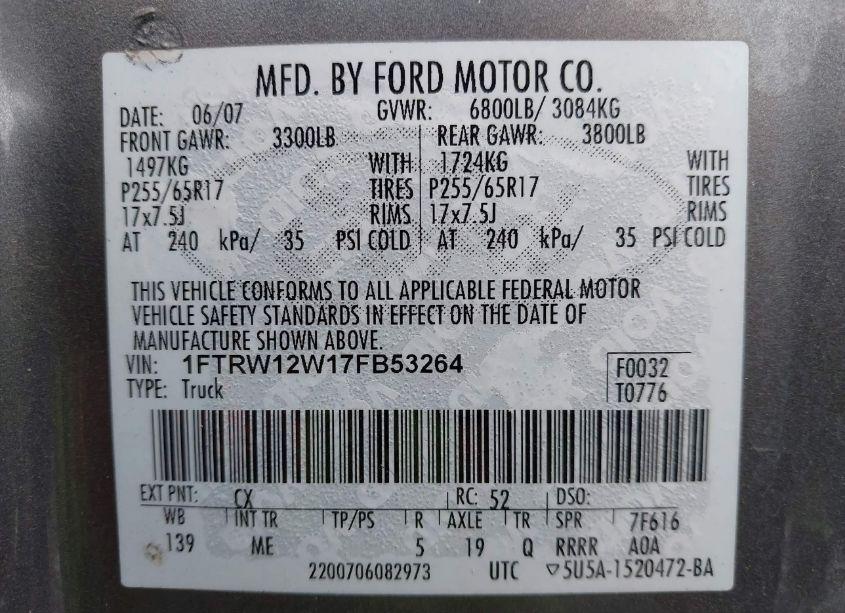 MFD. BY FORD MOTOR CO.
DATE: 06/07 GVWR: 6800LB/ 3084KG
FRONT GAWR: 3300LB REAR GAWR: 3800LB
1497KG WITH 1724KG WITH
P255/65R17 TIRES P255/65R17 TIRES
17x7.5J RIMS 17x7.5J RIMS
AT 240 kPa/ 35 PSI COLD AT 240 kPa/ 35 PSI COLD
THIS VEHICLE CONFORMS TO ALL APPLICABLE FEDERAL MOTOR
VEHICLE SAFETY STANDARDS IN EFFECT ON THE DATE OF
MANUFACTURE SHOWN ABOVE.
VIN: 1FTRW12W17FB53264 F0032
TYPE: Truck T0776
EXT PNT: CX RC: 52 DSO:
WB INT TR TP/PS R AXLE TR SPR 7F616
139 ME 5 19 Q RRRR AOA
2200706082973 UTC ▽5U5A-1520472-BA